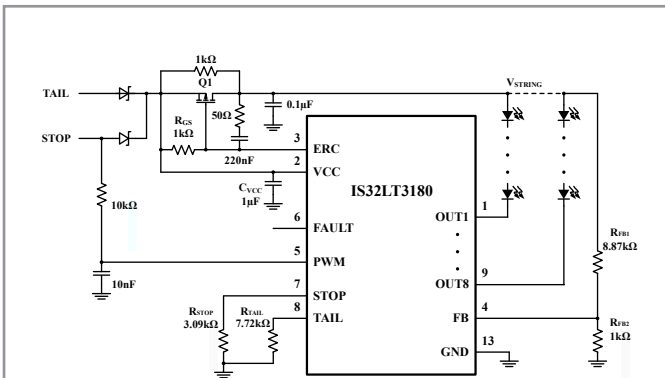 1kΩ
Q1
TAIL
50Ω
0.1μF
VSTRING
STOP
RGS
1kΩ
220nF
3
ERC
2
VCC
CVCC
1μF
IS32LT3180
1
OUT1
10kΩ
6
FAULT
RFB1
8.87kΩ
5
PWM
9
OUT8
10nF
7
STOP
RSTOP
3.09kΩ
RTAIL
7.72kΩ
8
TAIL
4
FB
RFB2
1kΩ
13
GND